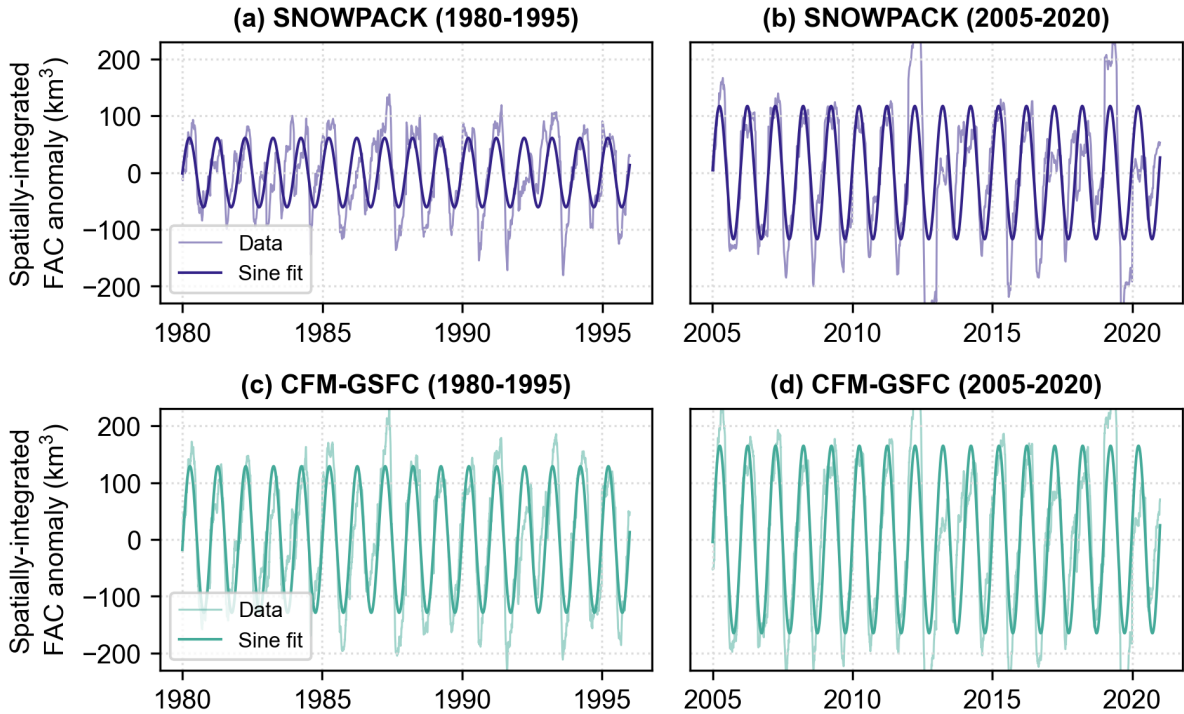 (a) SNOWPACK (1980-1995)
(b) SNOWPACK (2005-2020)
Spatially-integrated
FAC anomaly (km³)
200
100
0
−100
−200
Data
Sine fit
1980
1985
1990
1995
2005
2010
2015
2020
(c) CFM-GSFC (1980-1995)
(d) CFM-GSFC (2005-2020)
Spatially-integrated
FAC anomaly (km³)
200
100
0
−100
−200
Data
Sine fit
1980
1985
1990
1995
2005
2010
2015
2020